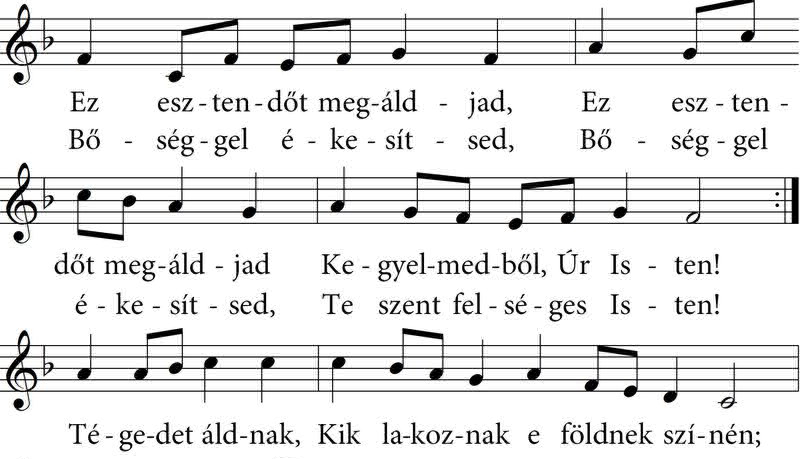 Ez esz - ten - dőt meg - áld - jad, Ez esz - ten -
Bő - ség - gel é - ke - sít - sed, Bő - ség - gel
dőt meg - áld - jad Ke - gyel - med - ből, Úr Is - ten!
é - ke - sít - sed, Te szent fel - sé - ges Is - ten!
Té - ge - det áld - nak, Kik la - koz - nak e földnek szí - nén;